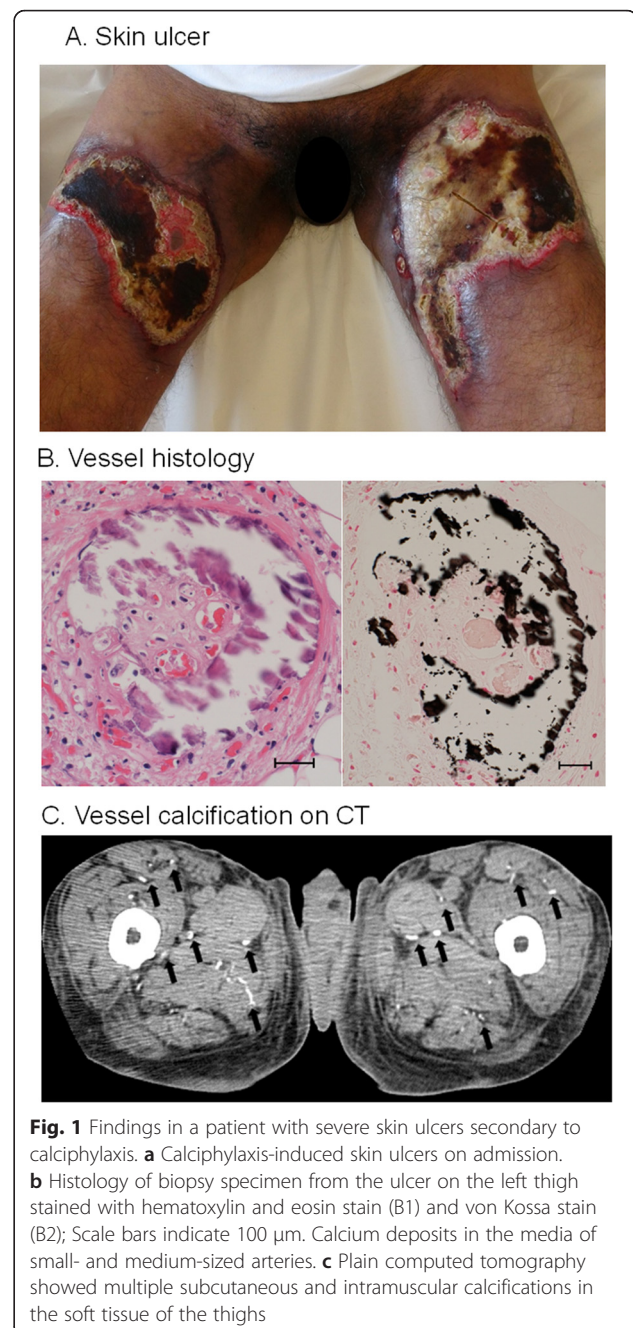 A. Skin ulcer
B. Vessel histology
C. Vessel calcification on CT
Fig. 1 Findings in a patient with severe skin ulcers secondary to
calciphylaxis. a Calciphylaxis-induced skin ulcers on admission.
b Histology of biopsy specimen from the ulcer on the left thigh
stained with hematoxylin and eosin stain (B1) and von Kossa stain
(B2); Scale bars indicate 100 μm. Calcium deposits in the media of
small- and medium-sized arteries. c Plain computed tomography
showed multiple subcutaneous and intramuscular calcifications in
the soft tissue of the thighs